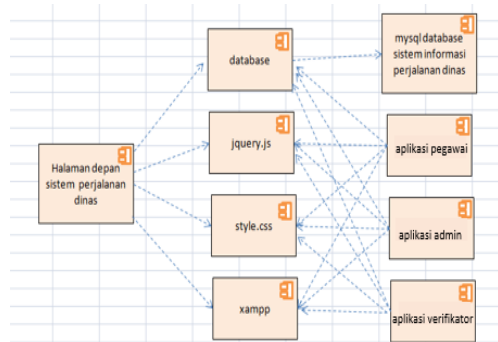 Halaman depan
sistem perjalanan
dinas
database
jquery.js
style.css
xampp
mysql database
sistem informasi
perjalanan dinas
aplikasi pegawai
aplikasi admin
aplikasi verifikator